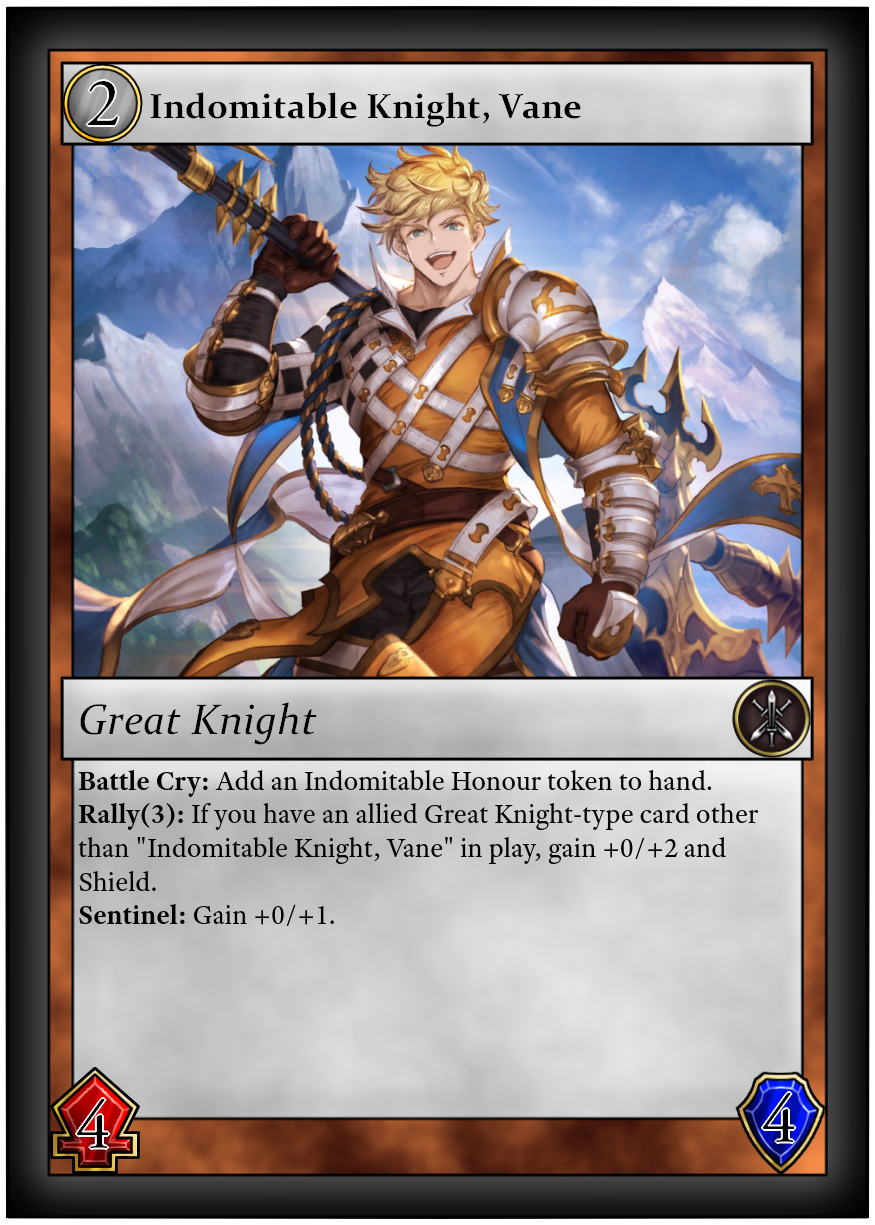 2
Indomitable Knight, Vane
Great Knight
Battle Cry: Add an Indomitable Honour token to hand.
Rally(3): If you have an allied Great Knight-type card other
than "Indomitable Knight, Vane" in play, gain +0/+2 and
Shield.
Sentinel: Gain +0/+1.
4
4